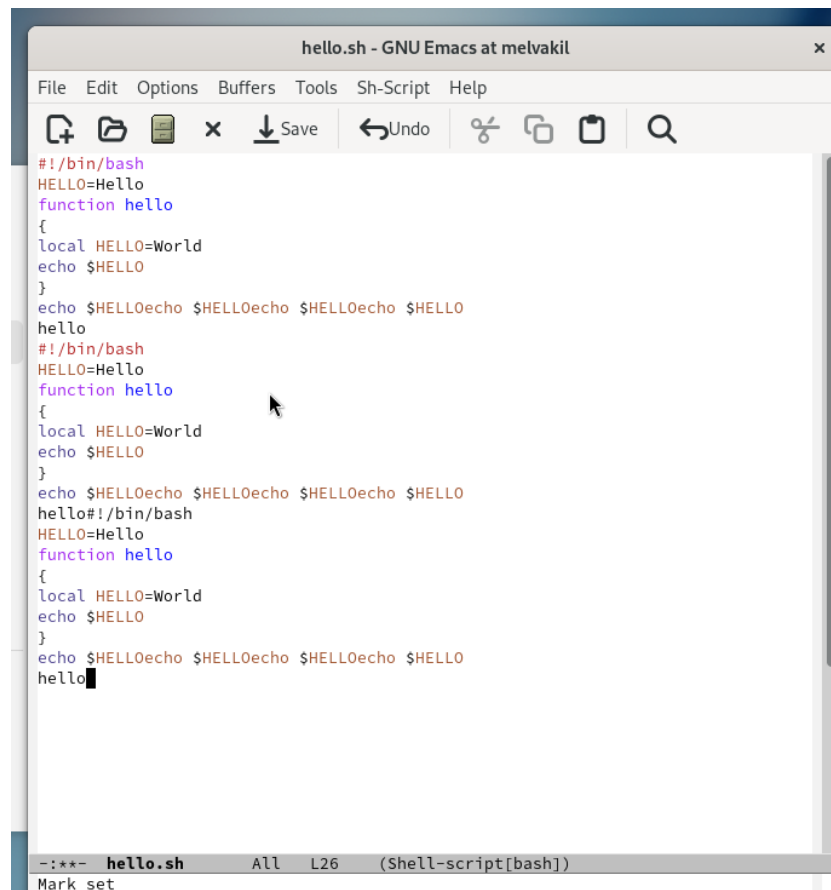 hello.sh - GNU Emacs at melvakil ×
File Edit Options Buffers Tools Sh-Script Help
Save Undo
#!/bin/bash
HELLO=Hello
function hello
{
local HELLO=World
echo $HELLO
}
echo $HELLOecho $HELLOecho $HELLOecho $HELLO
hello
#!/bin/bash
HELLO=Hello
function hello
{
local HELLO=World
echo $HELLO
}
echo $HELLOecho $HELLOecho $HELLOecho $HELLO
hello#!/bin/bash
HELLO=Hello
function hello
{
local HELLO=World
echo $HELLO
}
echo $HELLOecho $HELLOecho $HELLOecho $HELLO
hello
-:**- hello.sh All L26 (Shell-script[bash])
Mark set